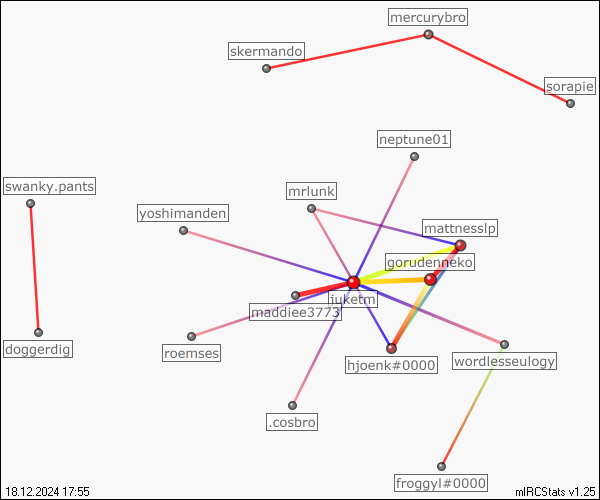 mercurybro
skermando
sorapie
neptune01
swanky.pants
mrlunk
yoshimanden
mattnesslp
gorudenneko
juketm
maddiee3773
doggerdig
roemses
hjoenk#0000
wordlesseulogy
.cosbro
froggyl#0000
18.12.2024 17:55
mIRCStats v1.25